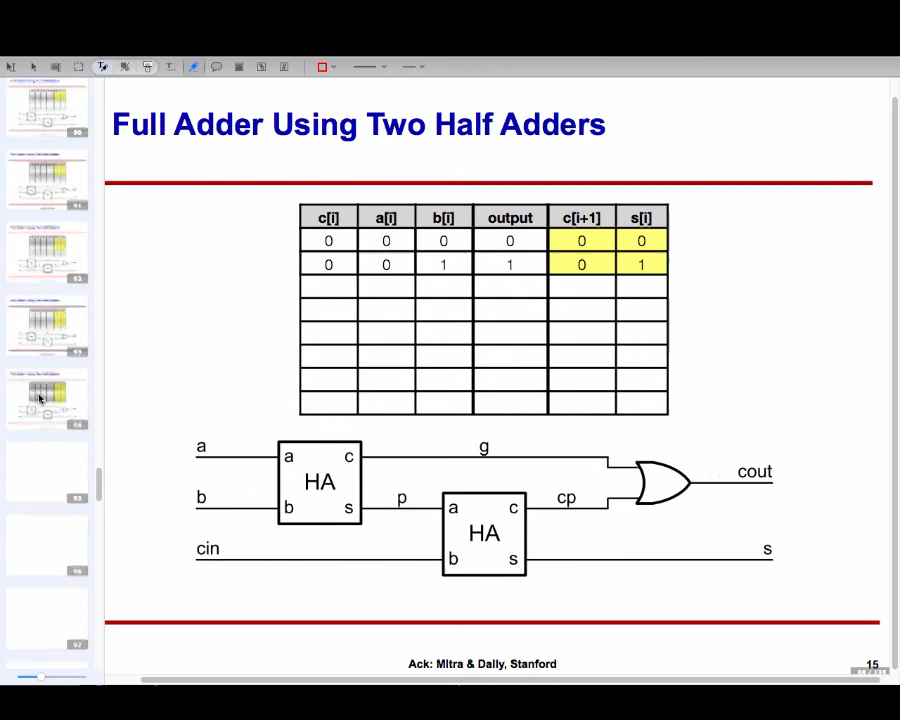 Full Adder Using Two Half Adders
c[i] a[i] b[i] output c[i+1] s[i]
0 0 0 0 0 0
0 0 1 1 0 1
a a c g
HA cout
b b s p a c cp
HA
cin b s s
Ack: Mitra & Dally, Stanford
15